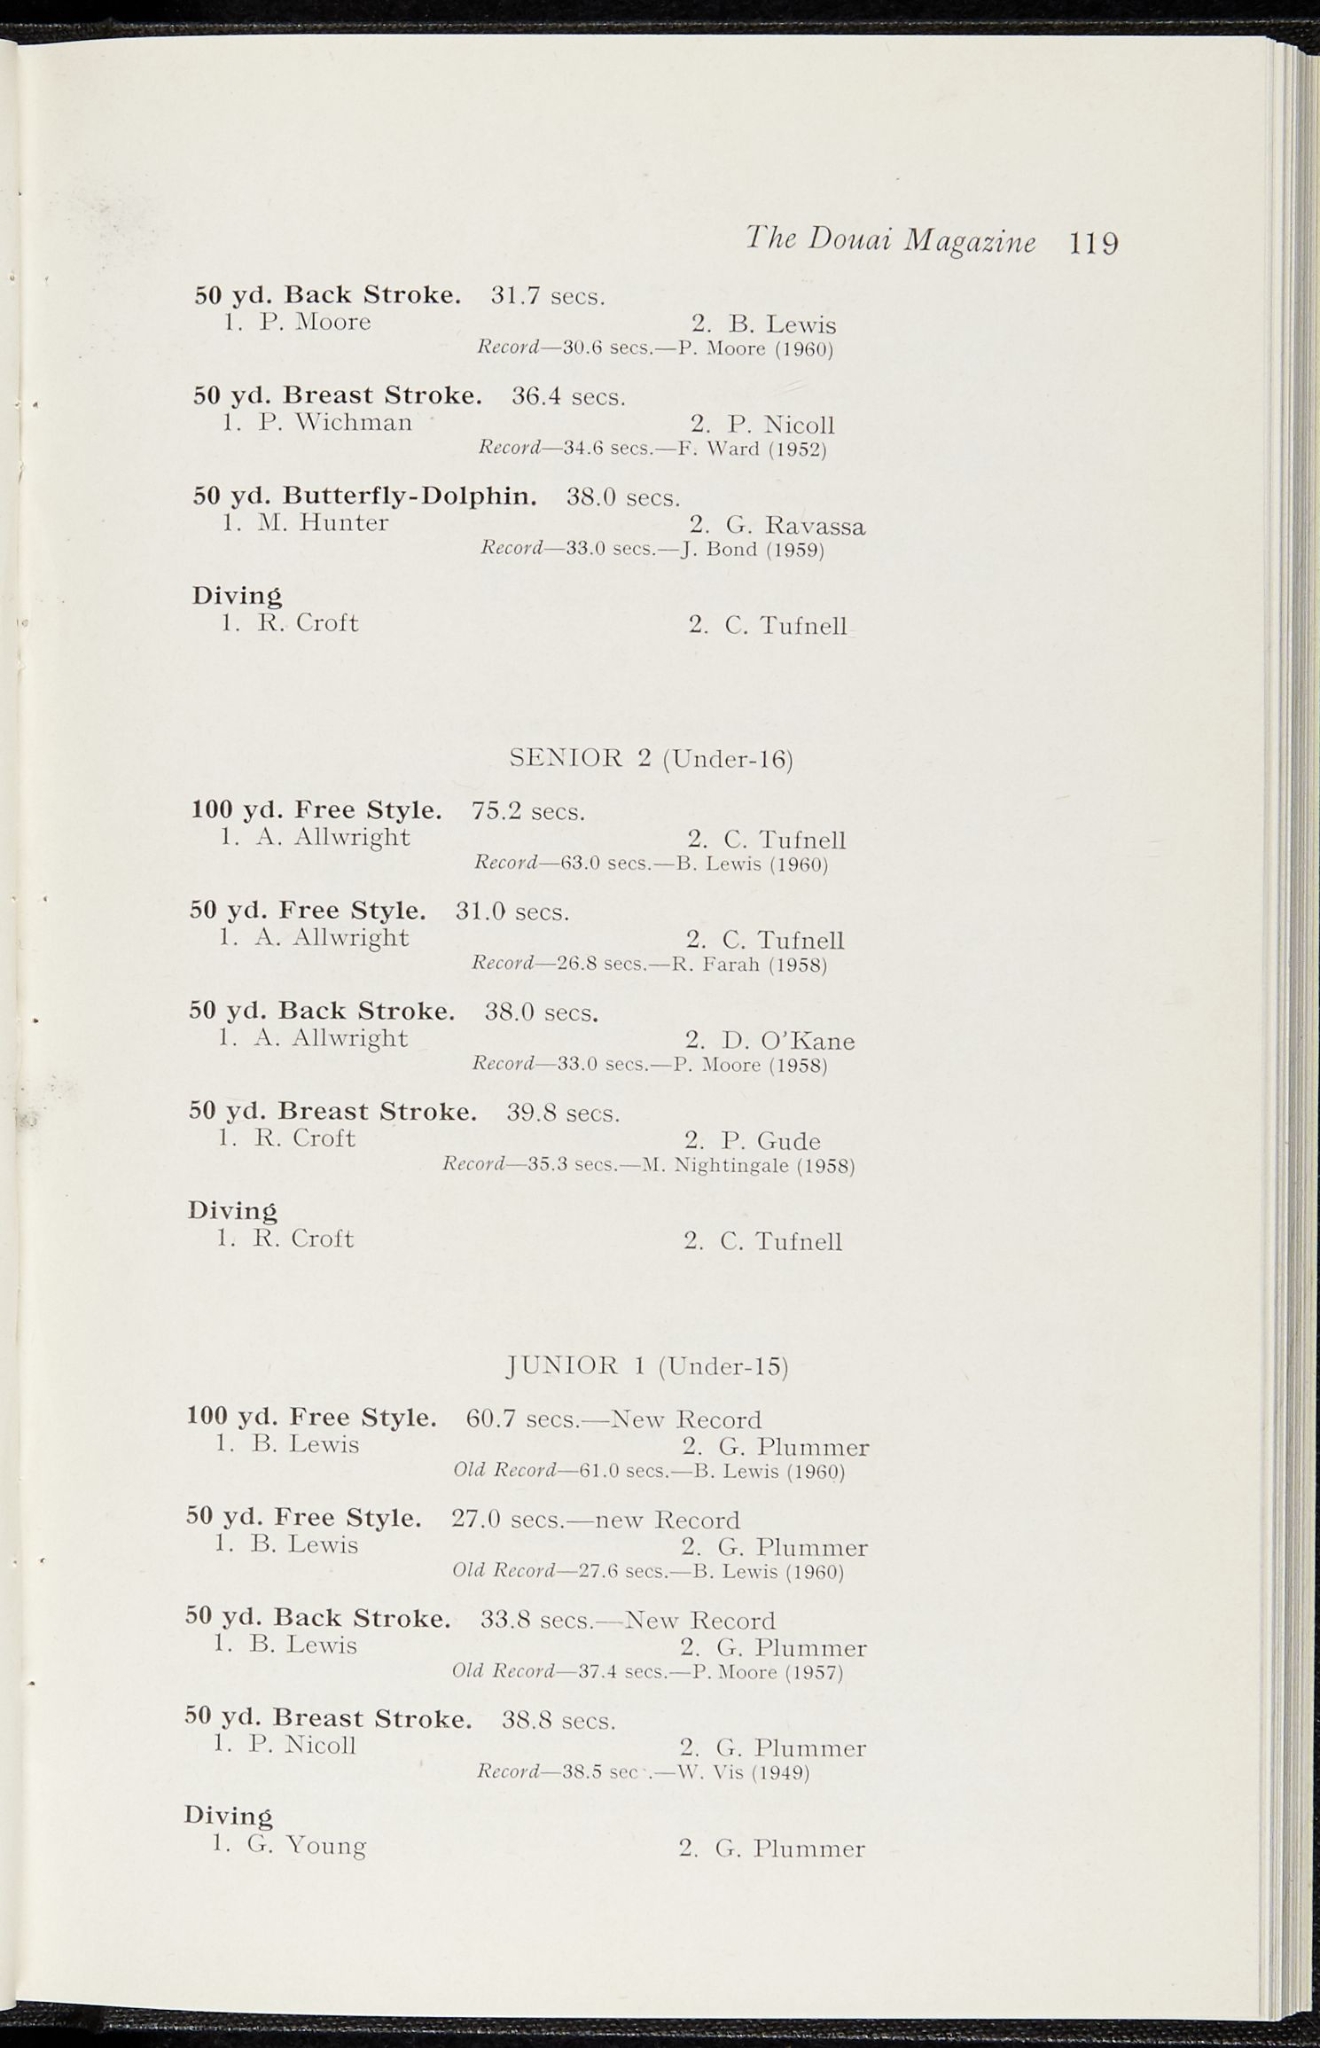 The Douai Magazine 119
50 yd. Back Stroke. 31.7 secs.
1. P. Moore 2. B. Lewis
Record—30.6 secs.—P. Moore (1960)
50 yd. Breast Stroke. 36.4 secs.
1. P. Wichman 2. P. Nicoll
Record—34.6 secs.—F. Ward (1952)
50 yd. Butterfly-Dolphin. 38.0 secs.
1. M. Hunter 2. G. Ravassa
Record—33.0 secs.—J. Bond (1959)
Diving
1. R. Croft 2. C. Tufnell
SENIOR 2 (Under-16)
100 yd. Free Style. 75.2 secs.
1. A. Allwright 2. C. Tufnell
Record—63.0 secs.—B. Lewis (1960)
50 yd. Free Style. 31.0 secs.
1. A. Allwright 2. C. Tufnell
Record—26.8 secs.—R. Farah (1958)
50 yd. Back Stroke. 38.0 secs.
1. A. Allwright 2. D. O'Kane
Record—33.0 secs.—P. Moore (1958)
50 yd. Breast Stroke. 39.8 secs.
1. R. Croft 2. P. Gude
Record—35.3 secs.—M. Nightingale (1958)
Diving
1. R. Croft 2. C. Tufnell
JUNIOR 1 (Under-15)
100 yd. Free Style. 60.7 secs.—New Record
1. B. Lewis 2. G. Plummer
Old Record—61.0 secs.—B. Lewis (1960)
50 yd. Free Style. 27.0 secs.—new Record
1. B. Lewis 2. G. Plummer
Old Record—27.6 secs.—B. Lewis (1960)
50 yd. Back Stroke. 33.8 secs.—New Record
1. B. Lewis 2. G. Plummer
Old Record—37.4 secs.—P. Moore (1957)
50 yd. Breast Stroke. 38.8 secs.
1. P. Nicoll 2. G. Plummer
Record—38.5 sec .—W. Vis (1949)
Diving
1. G. Young 2. G. Plummer